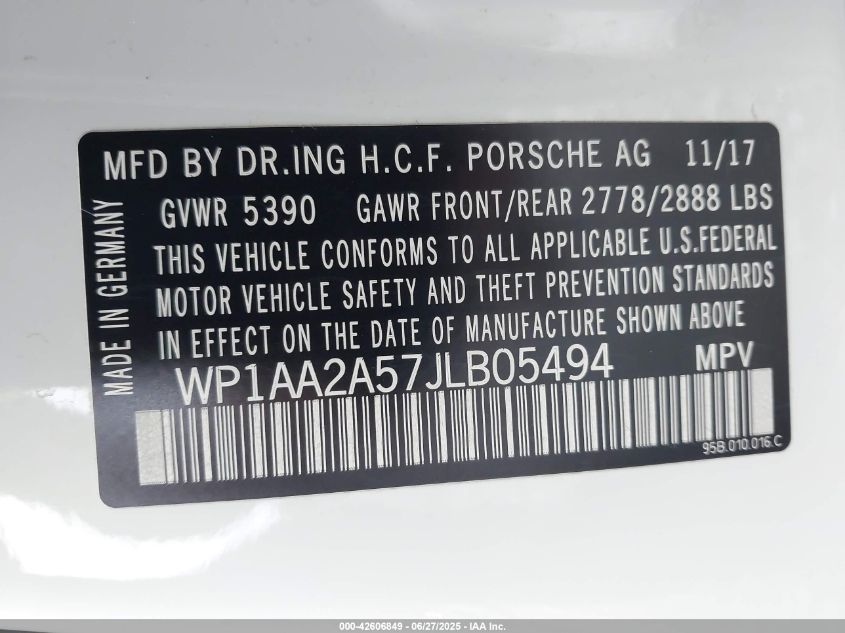 MFD BY DR.ING H.C.F. PORSCHE AG 11/17
GVWR 5390 GAWR FRONT/REAR 2778/2888 LBS
THIS VEHICLE CONFORMS TO ALL APPLICABLE U.S.FEDERAL
MOTOR VEHICLE SAFETY AND THEFT PREVENTION STANDARDS
IN EFFECT ON THE DATE OF MANUFACTURE SHOWN ABOVE
WP1AA2A57JLB05494 MPV
95B.010.016.C
MADE IN GERMANY
000-42606849 - 06/27/2025 - IAA Inc.